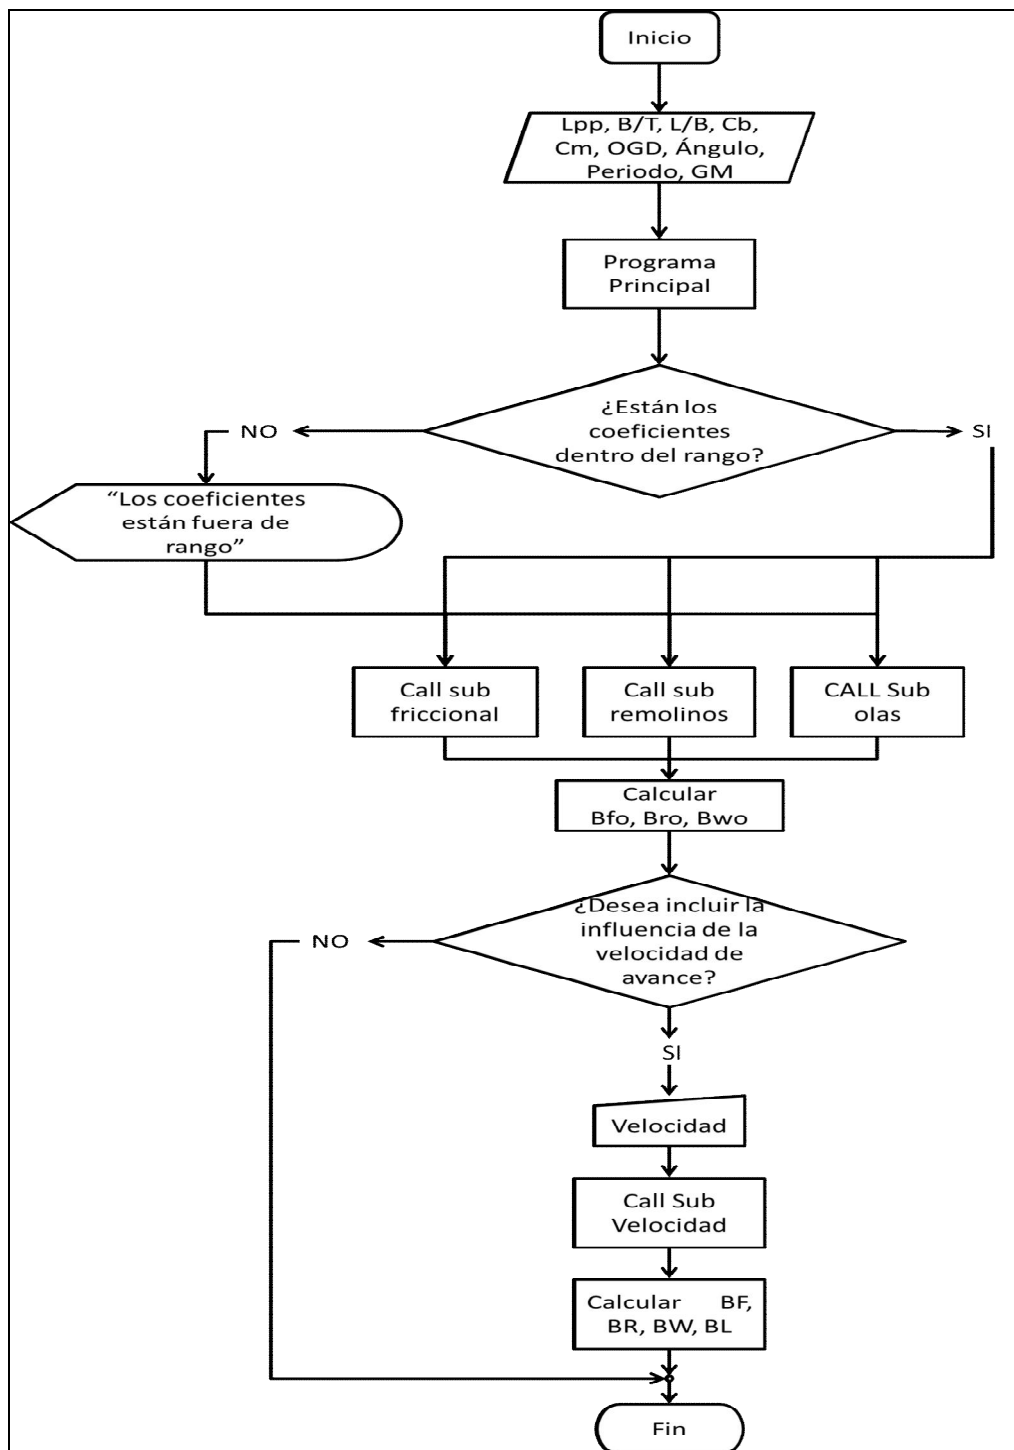 Inicio
Lpp, B/T, L/B, Cb,
Cm, OGD, Ángulo,
Periodo, GM
Programa
Principal
¿Están los
coeficientes
dentro del rango?
NO
SI
“Los coeficientes
están fuera de
rango”
Call sub
friccional
Call sub
remolinos
CALL Sub
olas
Calcular
Bfo, Bro, Bwo
¿Desea incluir la
influencia de la
velocidad de
avance?
NO
SI
Velocidad
Call Sub
Velocidad
Calcular BF,
BR, BW, BL
Fin